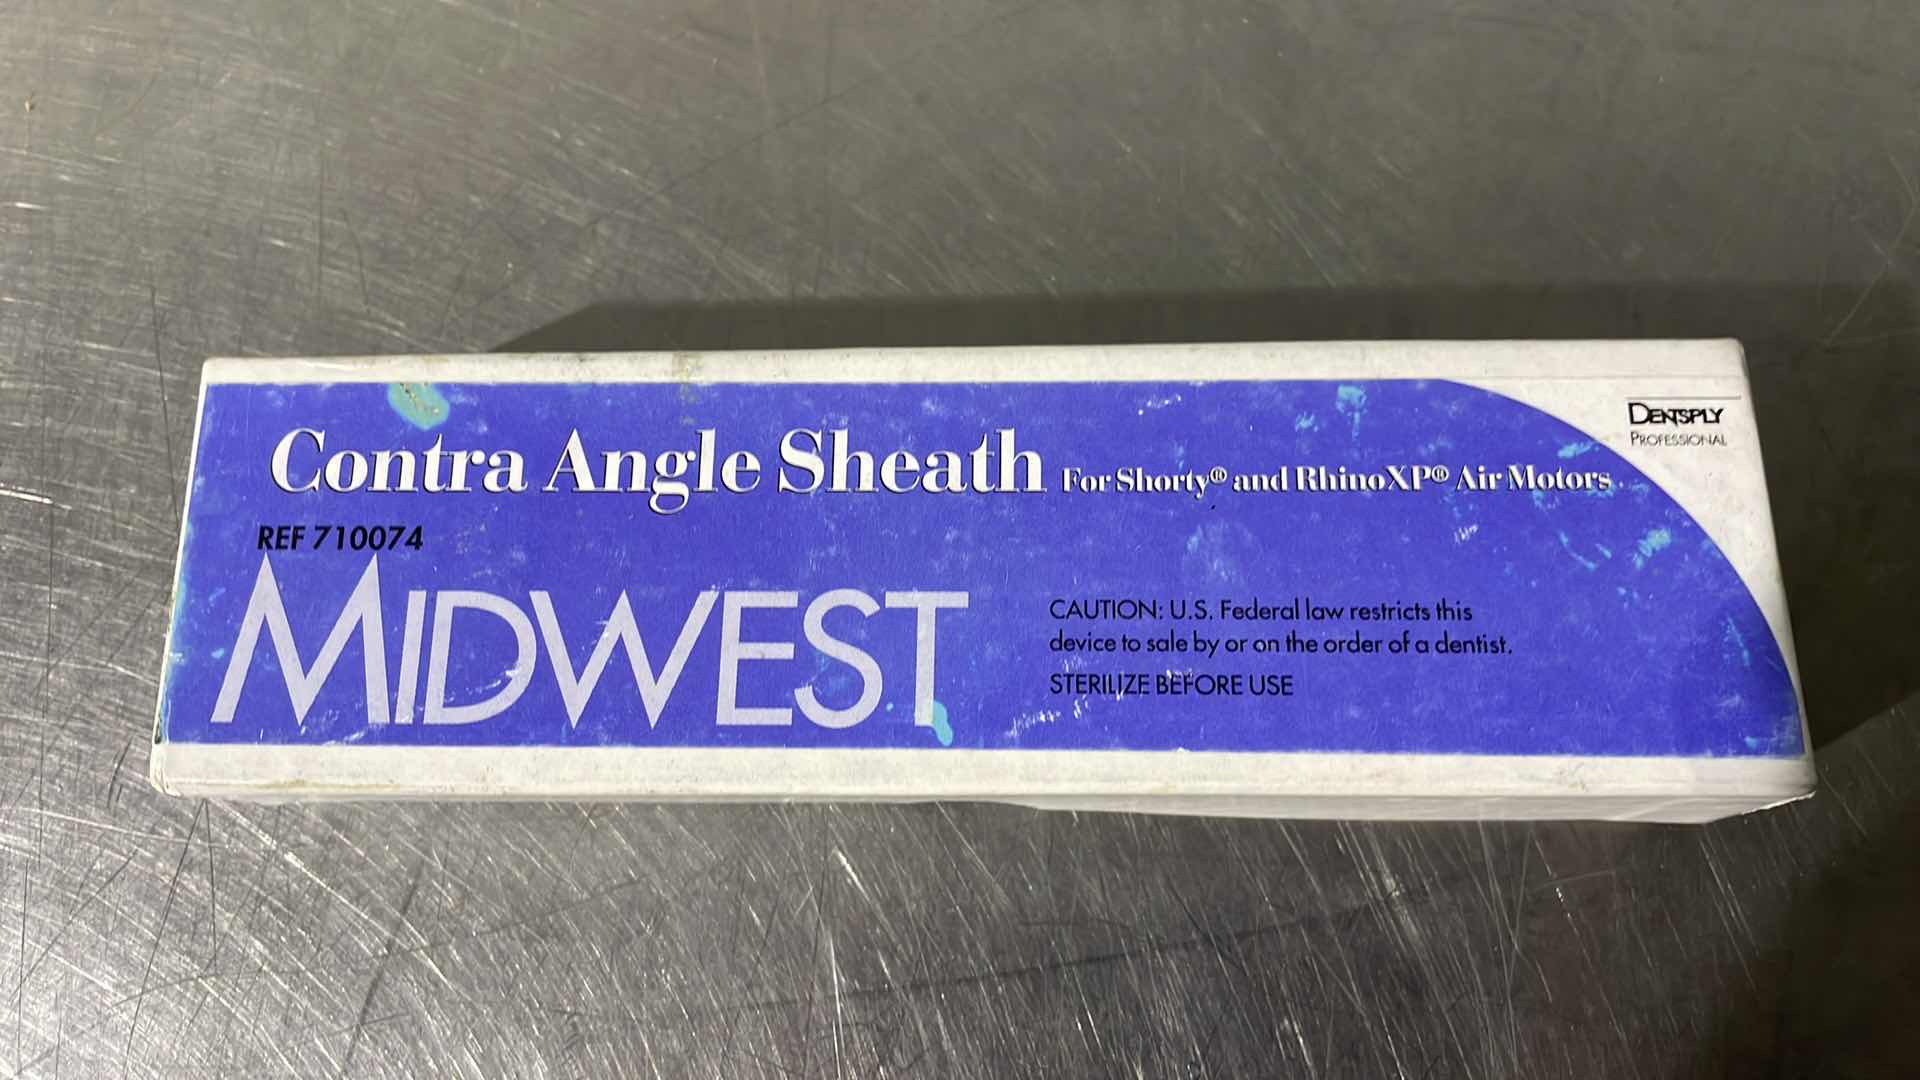 Contra Angle Sheath For Shorty® and RhinoXP® Air Motors
DENTSPLY
PROFESSIONAL
REF 710074
MIDWEST
CAUTION: U.S. Federal law restricts this
device to sale by or on the order of a dentist.
STERILIZE BEFORE USE